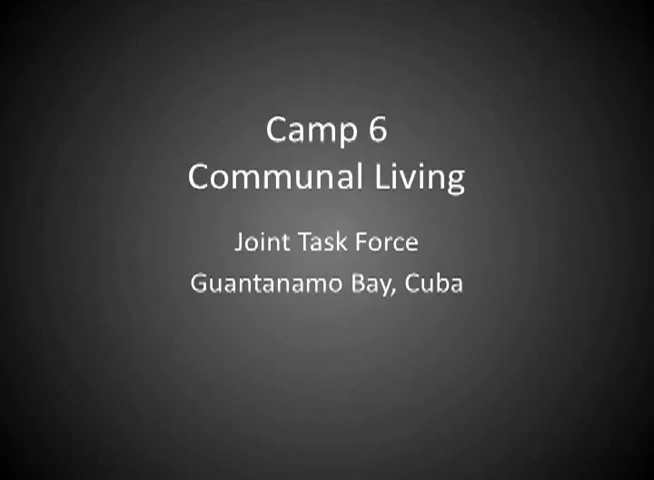 Camp 6
Communal Living
Joint Task Force
Guantanamo Bay, Cuba